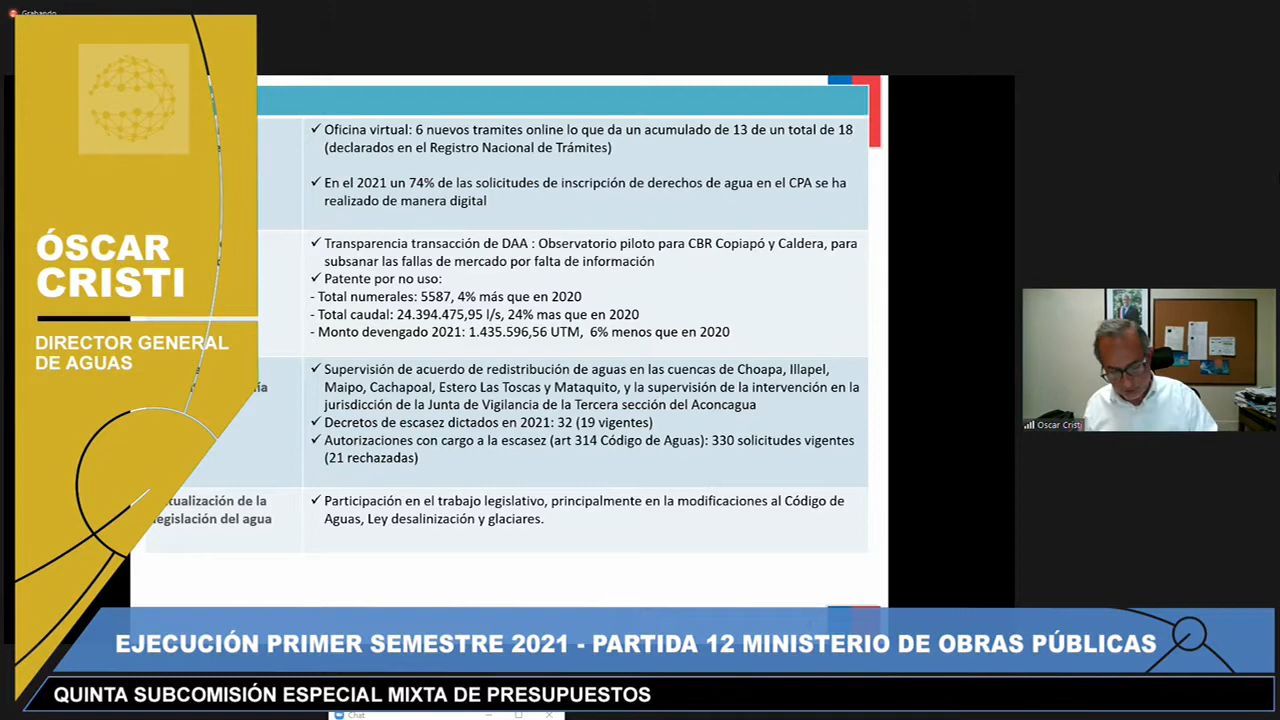 Grabando
ÓSCAR
CRISTI
DIRECTOR GENERAL
DE AGUAS
✓ Oficina virtual: 6 nuevos tramites online lo que da un acumulado de 13 de un total de 18
(declarados en el Registro Nacional de Trámites)
✓ En el 2021 un 74% de las solicitudes de inscripción de derechos de agua en el CPA se ha
realizado de manera digital
✓ Transparencia transacción de DAA : Observatorio piloto para CBR Copiapó y Caldera, para
subsanar las fallas de mercado por falta de información
✓ Patente por no uso:
- Total numerales: 5587, 4% más que en 2020
- Total caudal: 24.394.475,95 l/s, 24% mas que en 2020
- Monto devengado 2021: 1.435.596,56 UTM, 6% menos que en 2020
✓ Supervisión de acuerdo de redistribución de aguas en las cuencas de Choapa, Illapel,
Maipo, Cachapoal, Estero Las Toscas y Mataquito, y la supervisión de la intervención en la
jurisdicción de la Junta de Vigilancia de la Tercera sección del Aconcagua
✓ Decretos de escasez dictados en 2021: 32 (19 vigentes)
✓ Autorizaciones con cargo a la escasez (art 314 Código de Aguas): 330 solicitudes vigentes
(21 rechazadas)
tualización de la
legislación del agua
✓ Participación en el trabajo legislativo, principalmente en la modificaciones al Código de
Aguas, Ley desalinización y glaciares.
Oscar Cristi
EJECUCIÓN PRIMER SEMESTRE 2021 - PARTIDA 12 MINISTERIO DE OBRAS PÚBLICAS
QUINTA SUBCOMISIÓN ESPECIAL MIXTA DE PRESUPUESTOS
Chat